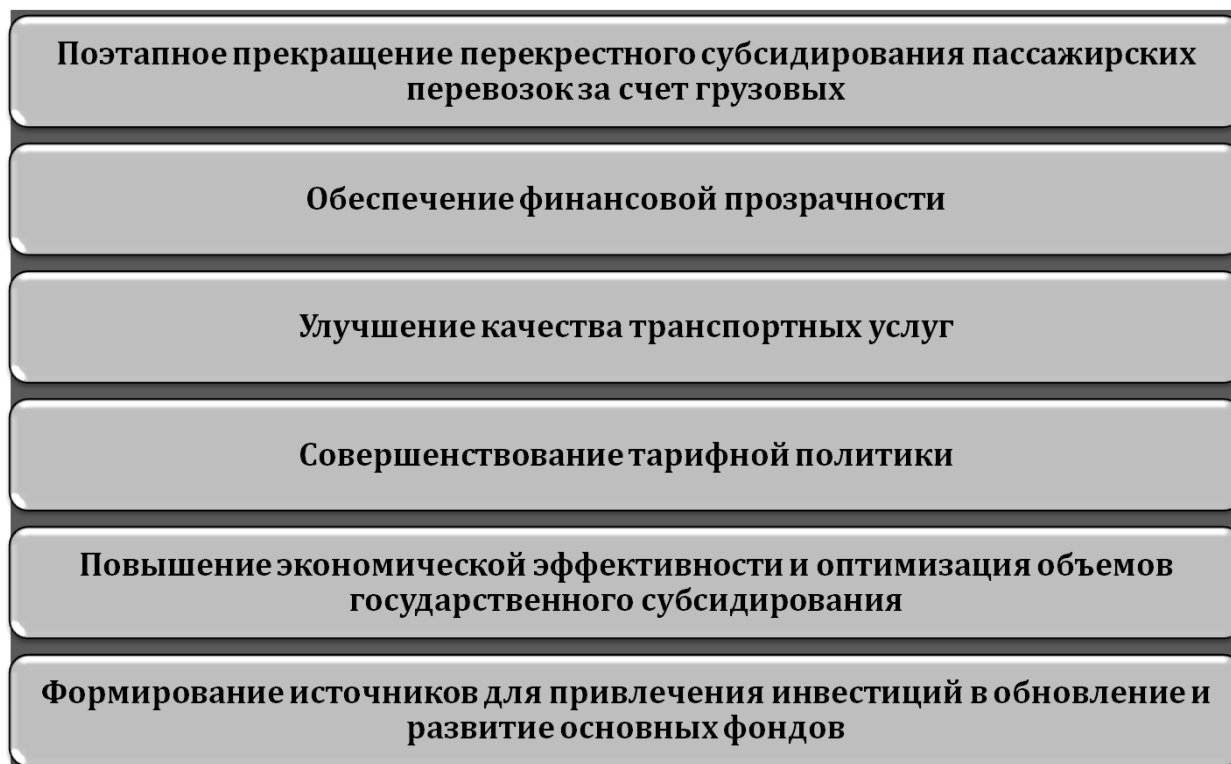 Поэтапное прекращение перекрестного субсидирования пассажирских
перевозок за счет грузовых
Обеспечение финансовой прозрачности
Улучшение качества транспортных услуг
Совершенствование тарифной политики
Повышение экономической эффективности и оптимизация объемов
государственного субсидирования
Формирование источников для привлечения инвестиций в обновление и
развитие основных фондов